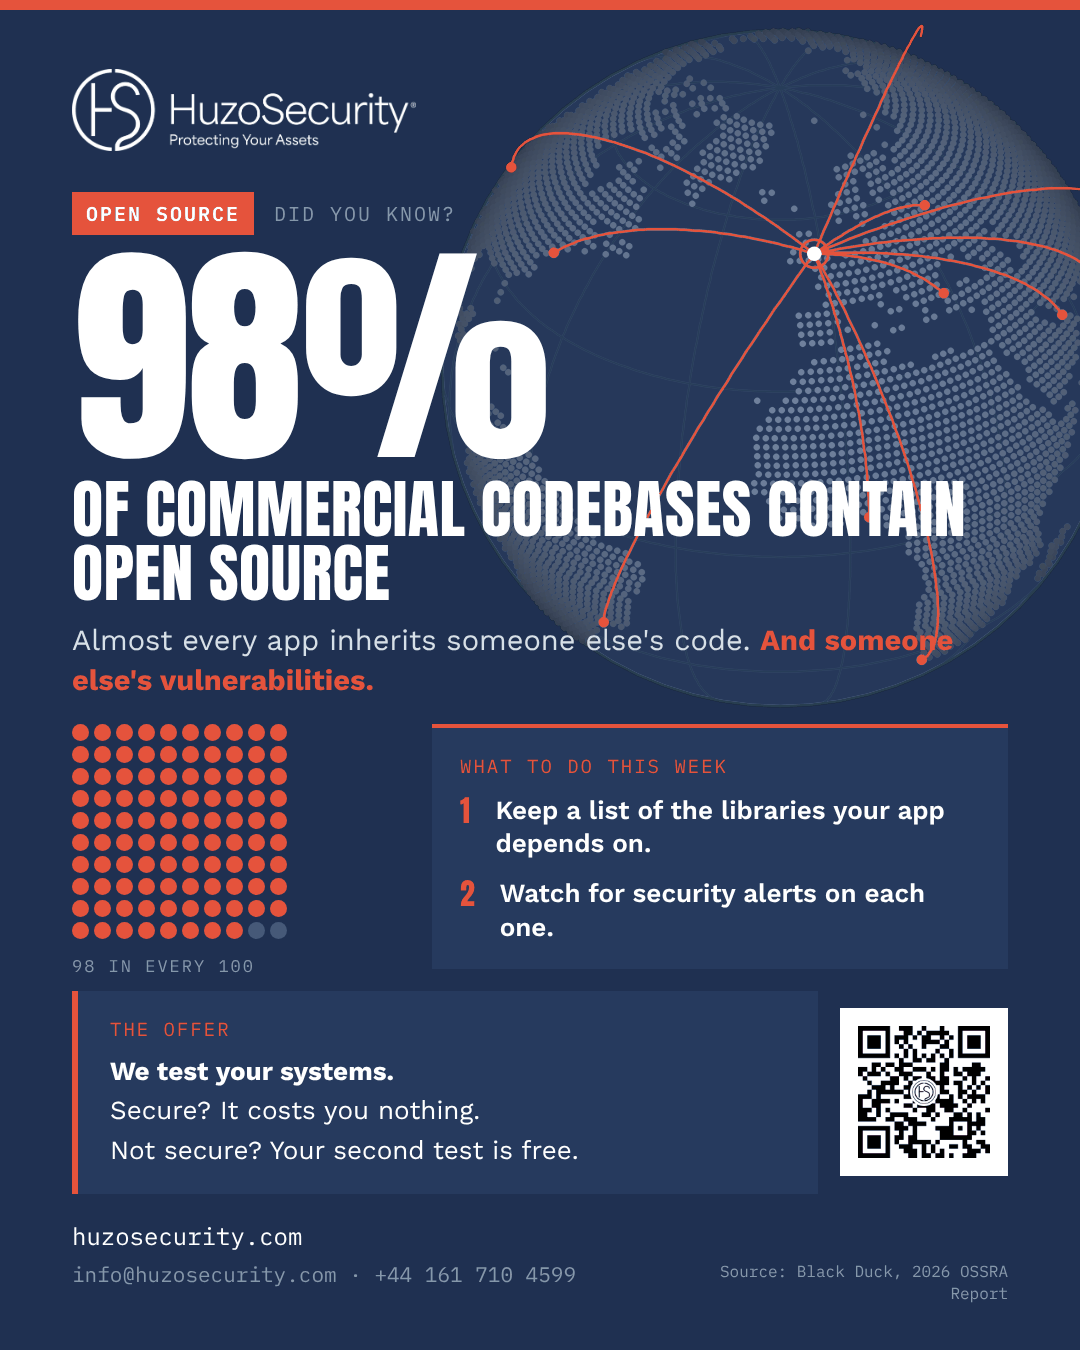 HS HuzoSecurity®
Protecting Your Assets
OPEN SOURCE DID YOU KNOW?
98%
OF COMMERCIAL CODEBASES CONTAIN
OPEN SOURCE
Almost every app inherits someone else's code. And someone
else's vulnerabilities.
WHAT TO DO THIS WEEK
1 Keep a list of the libraries your app
depends on.
2 Watch for security alerts on each
one.
98 IN EVERY 100
THE OFFER
We test your systems.
Secure? It costs you nothing.
Not secure? Your second test is free.
HS
huzosecurity.com
info@huzosecurity.com · +44 161 710 4599
Source: Black Duck, 2026 OSSRA
Report